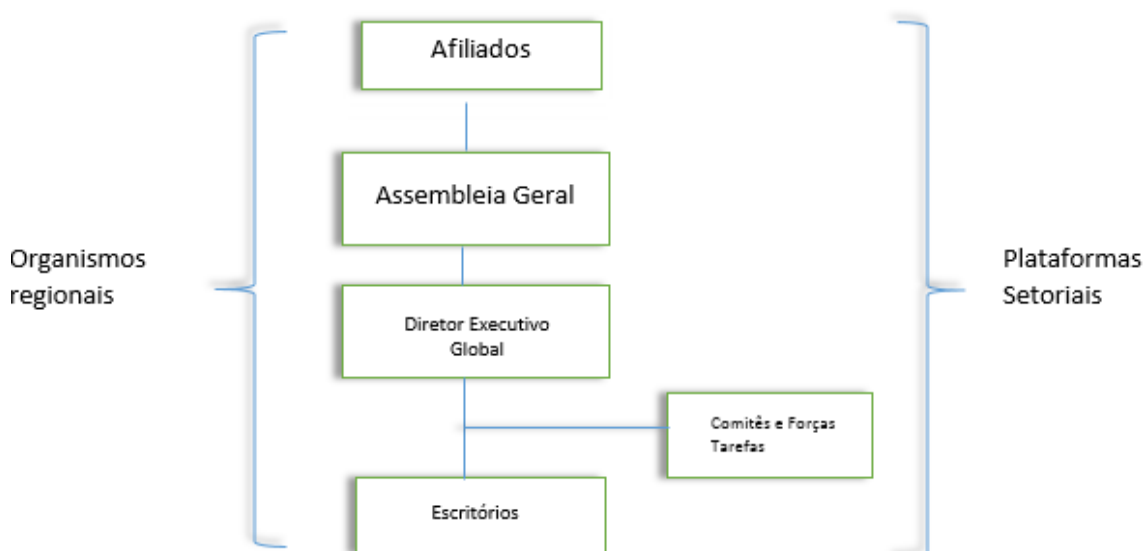 Afiliados
Assembleia Geral
Organismos
regionais
Plataformas
Setoriais
Diretor Executivo
Global
Comitês e Forças
Tarefas
Escritórios